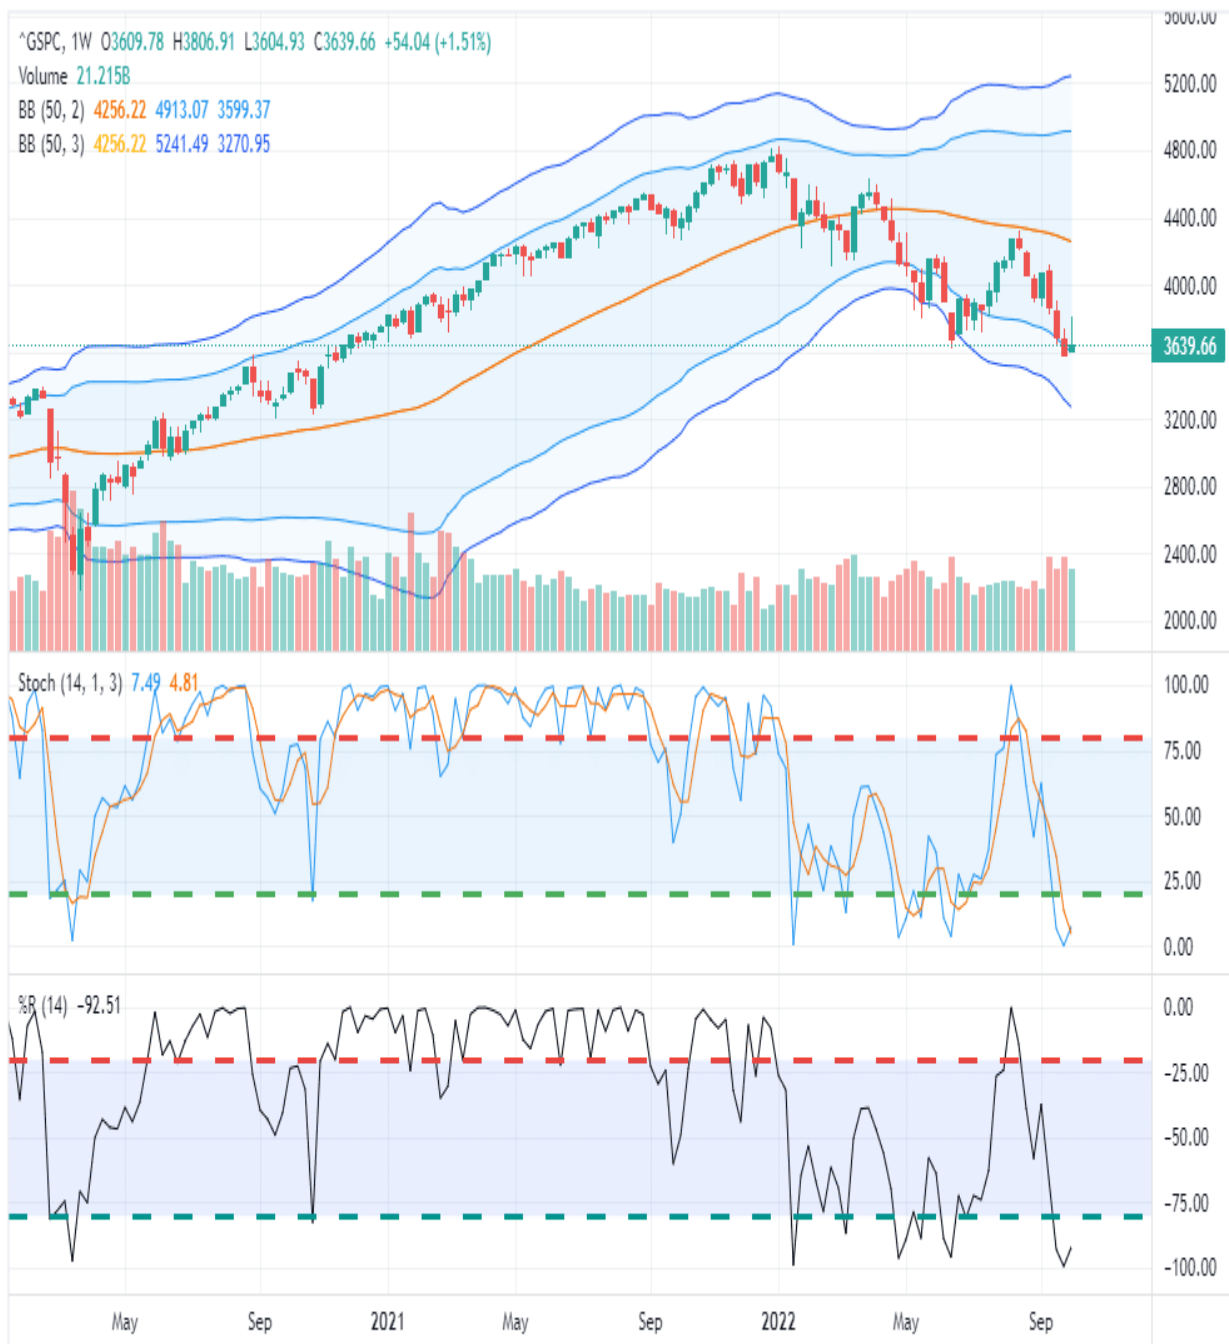 ^GSPC, 1W O3609.78 H3806.91 L3604.93 C3639.66 +54.04 (+1.51%)
Volume 21.215B
BB (50, 2) 4256.22 4913.07 3599.37
BB (50, 3) 4256.22 5241.49 3270.95
5600.00
5200.00
4800.00
4400.00
4000.00
3639.66
3200.00
2800.00
2400.00
2000.00
Stoch (14, 1, 3) 7.49 4.81
100.00
75.00
50.00
25.00
0.00
%R (14) −92.51
0.00
−25.00
−50.00
−75.00
−100.00
May Sep 2021 May Sep 2022 May Sep